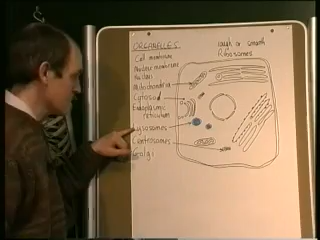 ORGANELLES
Cell membrane
Nuclear membrane
Nucleus
Mitochondria
Cytosol
Endoplasmic
reticulum
Lysosomes
Centrosomes
Golgi
rough or smooth
Ribosomes